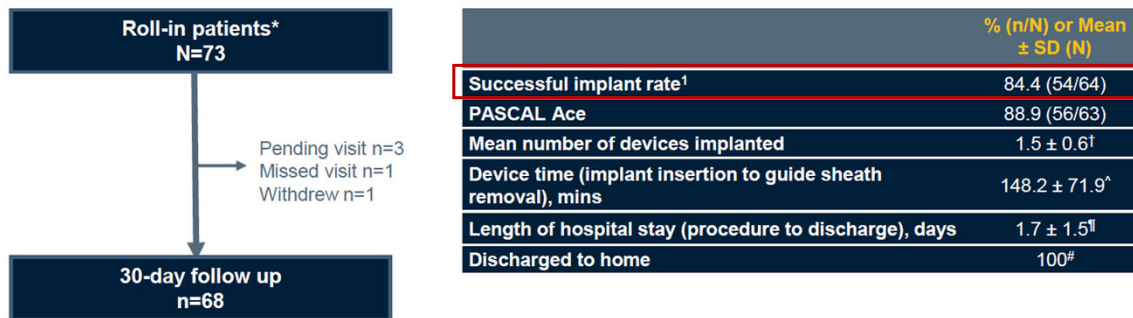 Roll-in patients*
N=73
Pending visit n=3
Missed visit n=1
Withdrew n=1
30-day follow up
n=68
% (n/N) or Mean
± SD (N)
Successful implant rate¹ 84.4 (54/64)
PASCAL Ace 88.9 (56/63)
Mean number of devices implanted 1.5 ± 0.6†
Device time (implant insertion to guide sheath
removal), mins 148.2 ± 71.9^
Length of hospital stay (procedure to discharge), days 1.7 ± 1.5¶
Discharged to home 100#